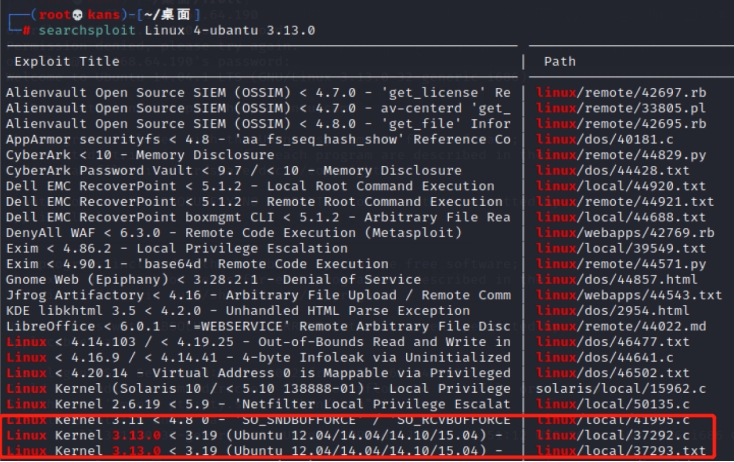 (root kans)-[~/桌面]
# searchsploit Linux 4-ubuntu 3.13.0
Exploit Title | Path
Alienvault Open Source SIEM (OSSIM) < 4.7.0 - 'get_license' Re | linux/remote/42697.rb
Alienvault Open Source SIEM (OSSIM) < 4.7.0 - av-centerd 'get_ | linux/remote/33805.pl
Alienvault Open Source SIEM (OSSIM) < 4.8.0 - 'get_file' Infor | linux/remote/42695.rb
AppArmor securityfs < 4.8 - 'aa_fs_seq_hash_show' Reference Co | linux/dos/40181.c
CyberArk < 10 - Memory Disclosure | linux/remote/44829.py
CyberArk Password Vault < 9.7 / < 10 - Memory Disclosure | linux/dos/44428.txt
Dell EMC RecoverPoint < 5.1.2 - Local Root Command Execution | linux/local/44920.txt
Dell EMC RecoverPoint < 5.1.2 - Remote Root Command Execution | linux/remote/44921.txt
Dell EMC RecoverPoint boxmgmt CLI < 5.1.2 - Arbitrary File Rea | linux/local/44688.txt
DenyAll WAF < 6.3.0 - Remote Code Execution (Metasploit) | linux/webapps/42769.rb
Exim < 4.86.2 - Local Privilege Escalation | linux/local/39549.txt
Exim < 4.90.1 - 'base64d' Remote Code Execution | linux/remote/44571.py
Gnome Web (Epiphany) < 3.28.2.1 - Denial of Service | linux/dos/44857.html
Jfrog Artifactory < 4.16 - Arbitrary File Upload / Remote Comm | linux/webapps/44543.txt
KDE libkhtml 3.5 < 4.2.0 - Unhandled HTML Parse Exception | linux/dos/2954.html
LibreOffice < 6.0.1 - '=WEBSERVICE' Remote Arbitrary File Disc | linux/remote/44022.md
Linux < 4.14.103 / < 4.19.25 - Out-of-Bounds Read and Write in | linux/dos/46477.txt
Linux < 4.16.9 / < 4.14.41 - 4-byte Infoleak via Uninitialized | linux/dos/44641.c
Linux < 4.20.14 - Virtual Address 0 is Mappable via Privileged | linux/dos/46502.txt
Linux Kernel (Solaris 10 / < 5.10 138888-01) - Local Privilege | solaris/local/15962.c
Linux Kernel 2.6.19 < 5.9 - 'Netfilter Local Privilege Escalat | linux/local/50135.c
Linux Kernel 3.11 < 4.8 0 - 'SO_SNDBUFFORCE' / 'SO_RCVBUFFORCE | linux/local/41995.c
Linux Kernel 3.13.0 < 3.19 (Ubuntu 12.04/14.04/14.10/15.04) - | linux/local/37292.c
Linux Kernel 3.13.0 < 3.19 (Ubuntu 12.04/14.04/14.10/15.04) - | linux/local/37293.txt